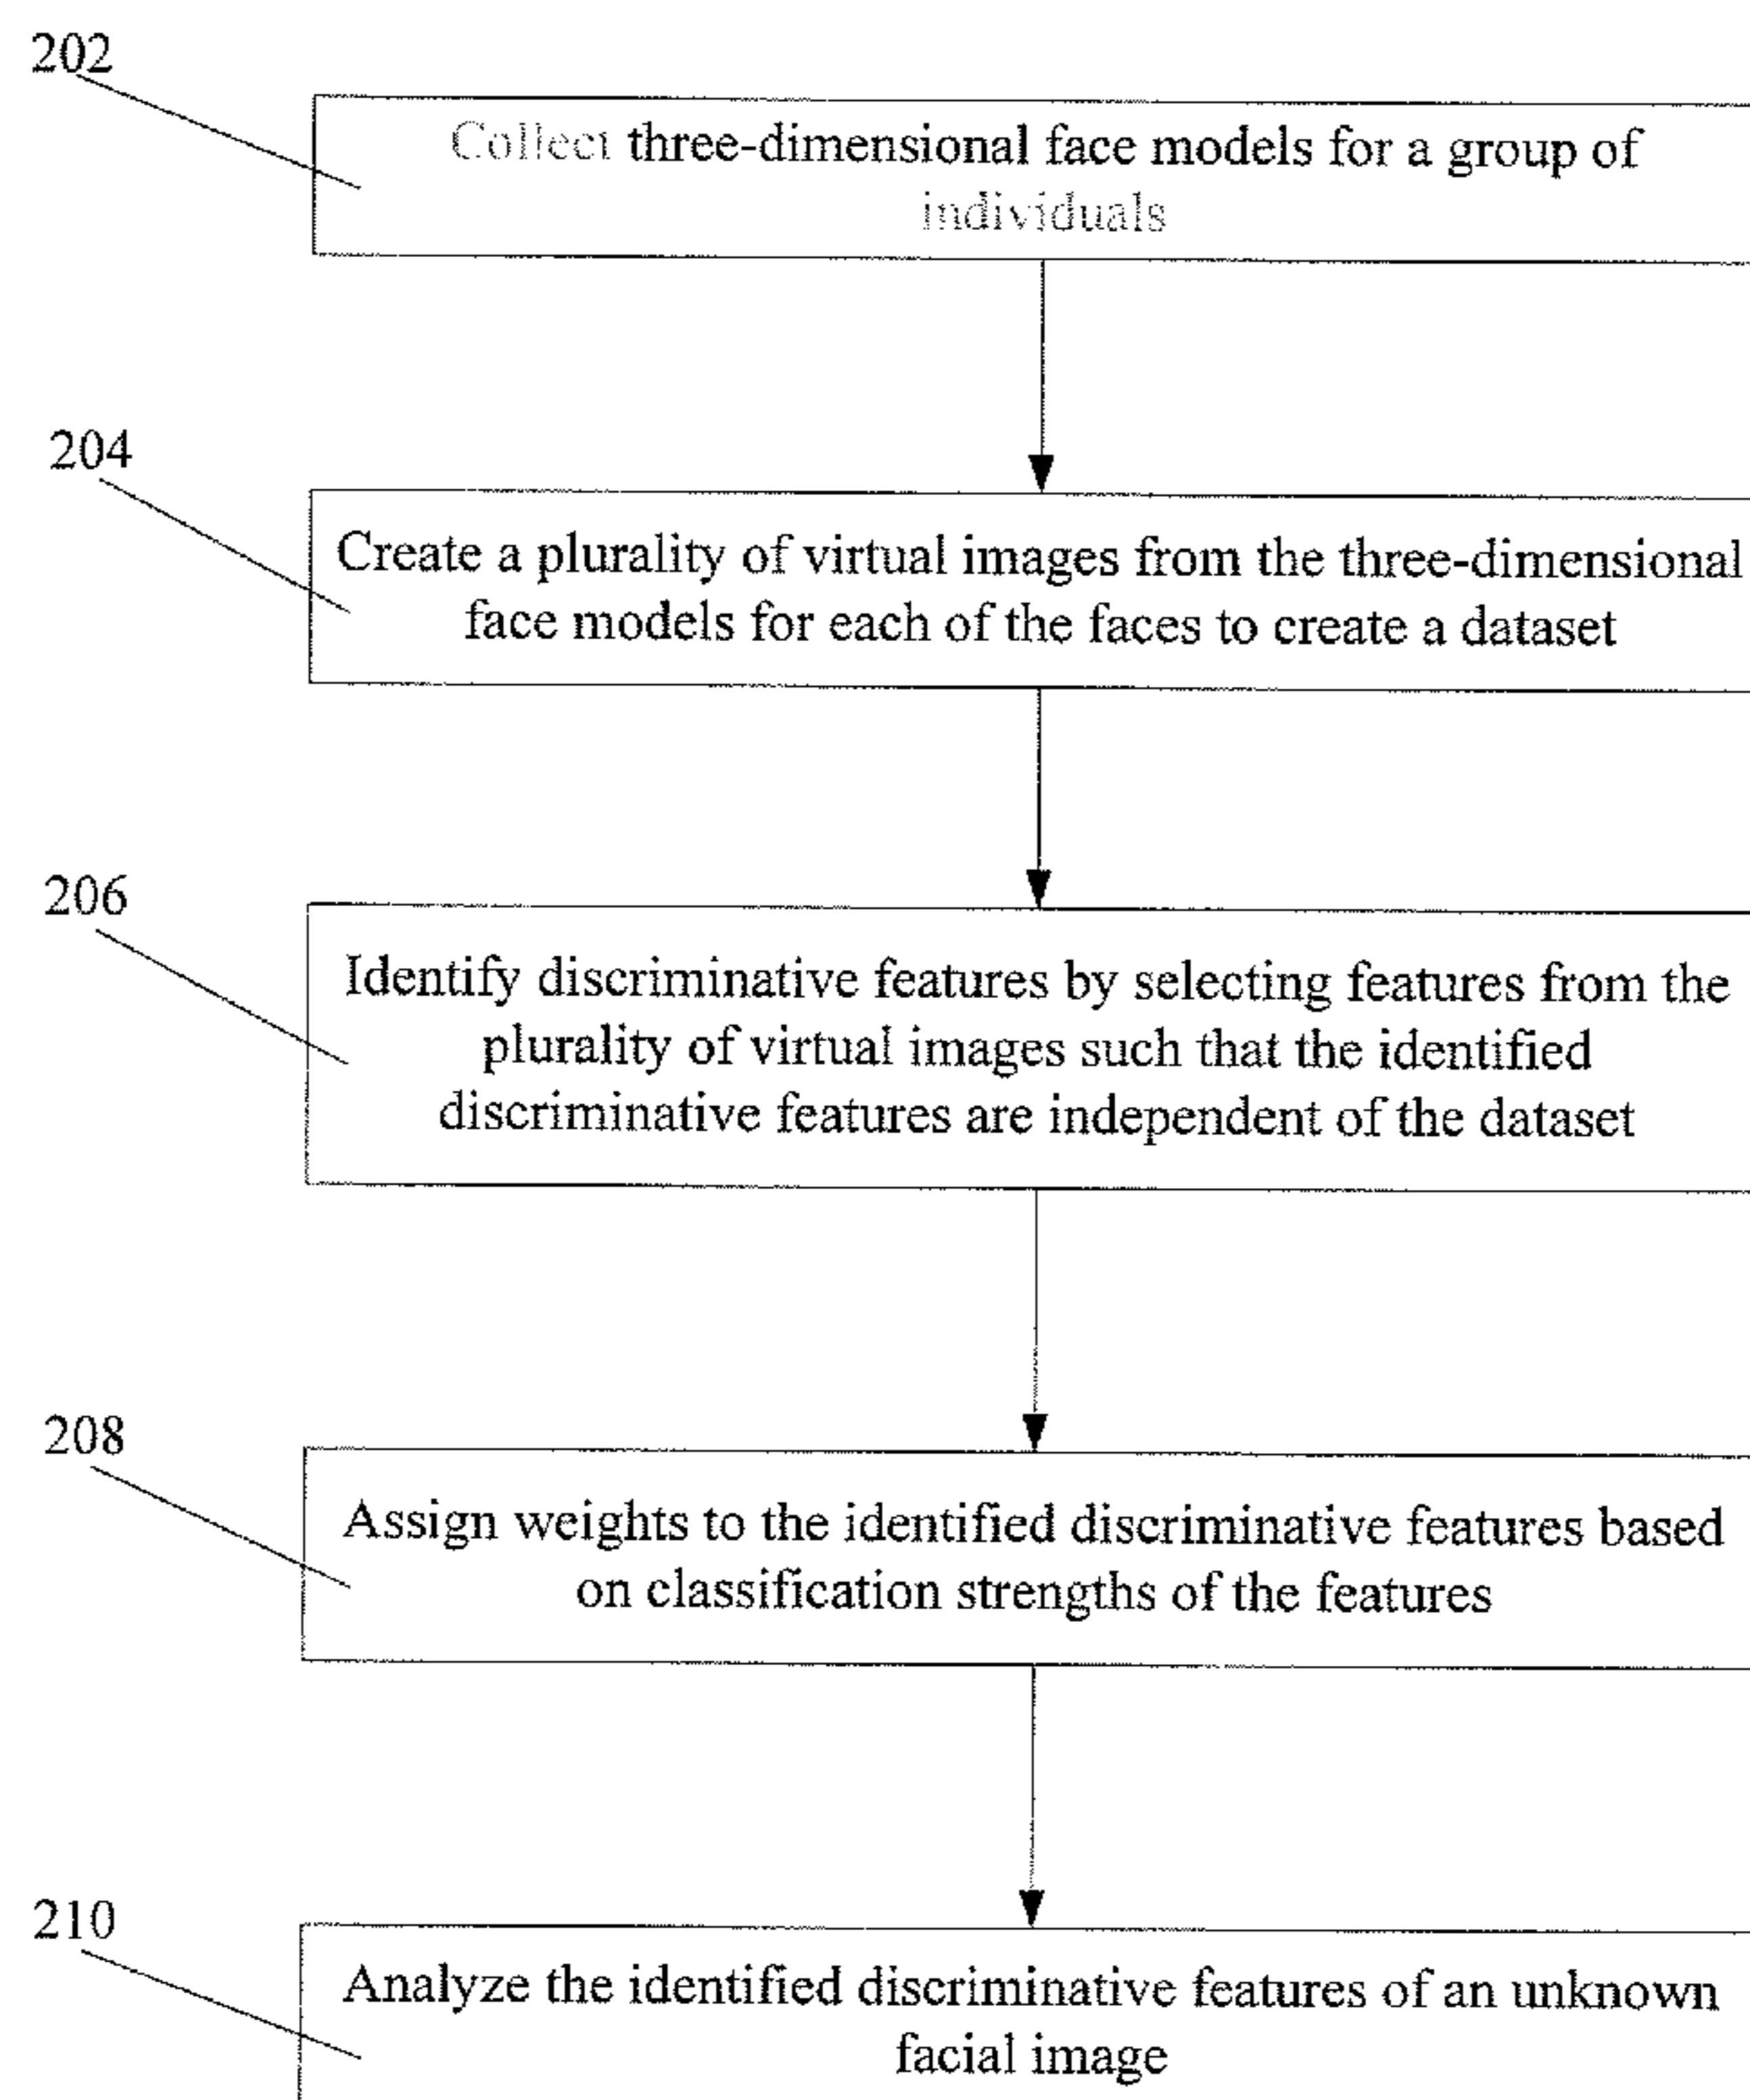 202
Collect three-dimensional face models for a group of
individuals
204
Create a plurality of virtual images from the three-dimensional
face models for each of the faces to create a dataset
206
Identify discriminative features by selecting features from the
plurality of virtual images such that the identified
discriminative features are independent of the dataset
208
Assign weights to the identified discriminative features based
on classification strengths of the features
210
Analyze the identified discriminative features of an unknown
facial image